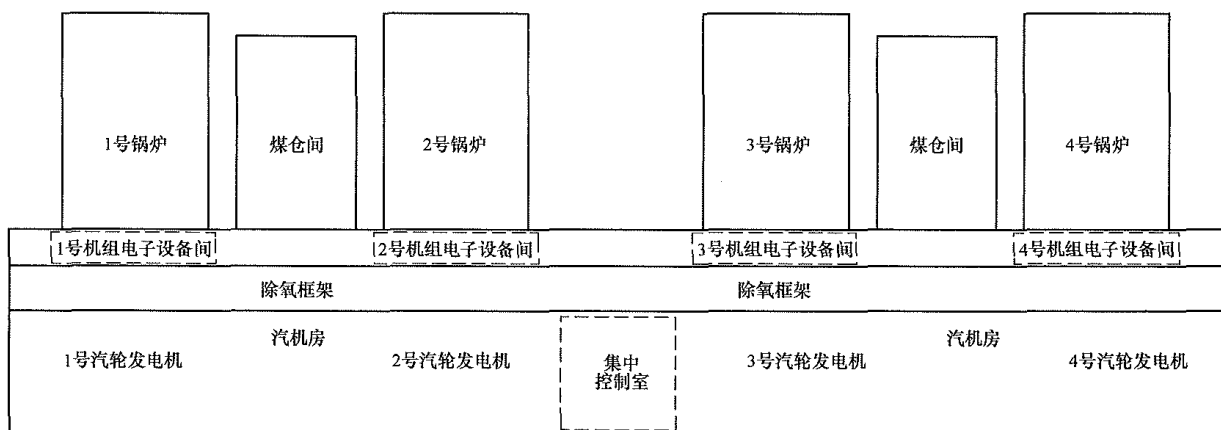 1号锅炉
煤仓间
2号锅炉
3号锅炉
煤仓间
4号锅炉
1号机组电子设备间
2号机组电子设备间
3号机组电子设备间
4号机组电子设备间
除氧框架
除氧框架
汽机房
汽机房
1号汽轮发电机
2号汽轮发电机
集中
控制室
3号汽轮发电机
4号汽轮发电机